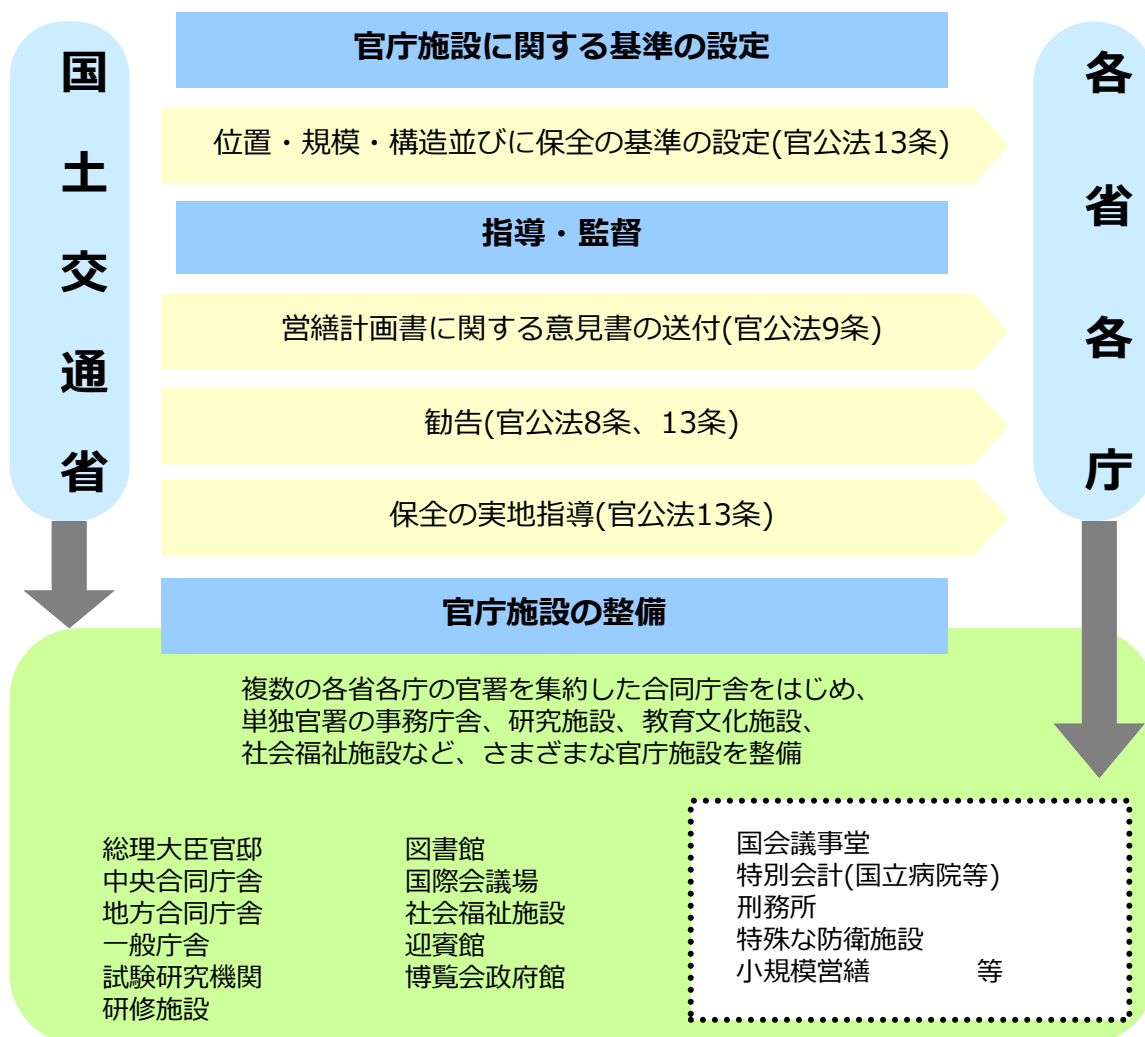 国土交通省
各省各庁
官庁施設に関する基準の設定
位置・規模・構造並びに保全の基準の設定(官公法13条)
指導・監督
営繕計画書に関する意見書の送付(官公法9条)
勧告(官公法8条、13条)
保全の実地指導(官公法13条)
官庁施設の整備
複数の各省各庁の官署を集約した合同庁舎をはじめ、
単独官署の事務庁舎、研究施設、教育文化施設、
社会福祉施設など、さまざまな官庁施設を整備
総理大臣官邸
中央合同庁舎
地方合同庁舎
一般庁舎
試験研究機関
研修施設
図書館
国際会議場
社会福祉施設
迎賓館
博覧会政府館
国会議事堂
特別会計(国立病院等)
刑務所
特殊な防衛施設
小規模営繕 等